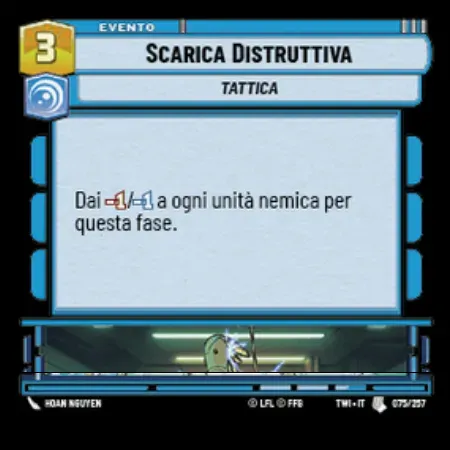 EVENTO
3
SCARICA DISTRUTTIVA
TATTICA
Dai -1/-1 a ogni unità nemica per
questa fase.
HOAN NGUYEN © LFL © FFG TWI • IT 075/257